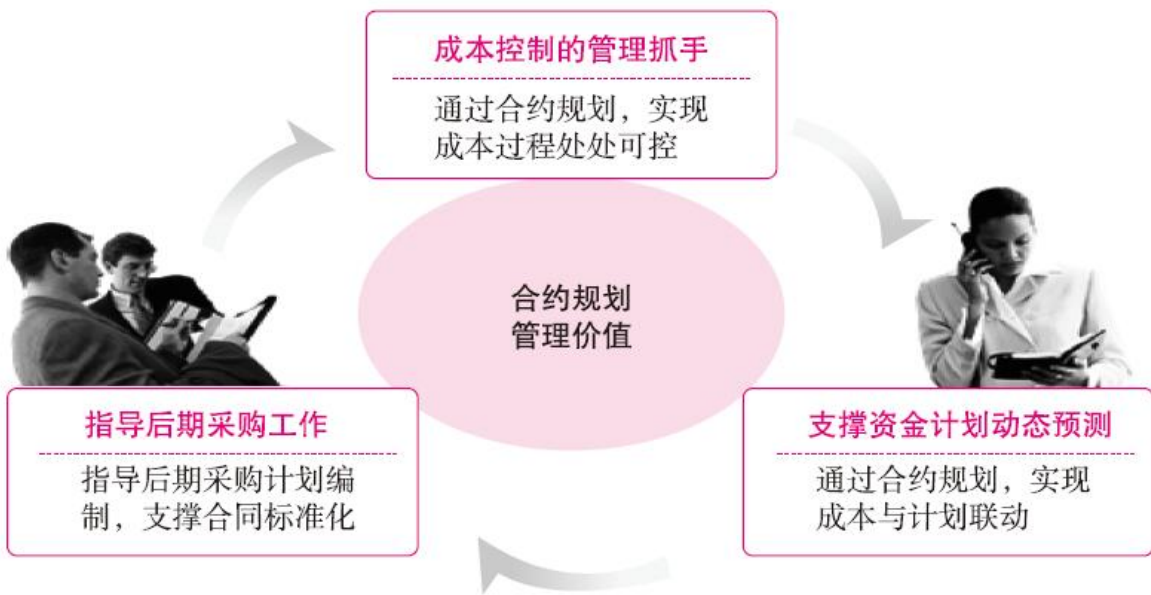 成本控制的管理抓手
通过合约规划，实现
成本过程处处可控
合约规划
管理价值
指导后期采购工作
指导后期采购计划编
制，支撑合同标准化
支撑资金计划动态预测
通过合约规划，实现
成本与计划联动